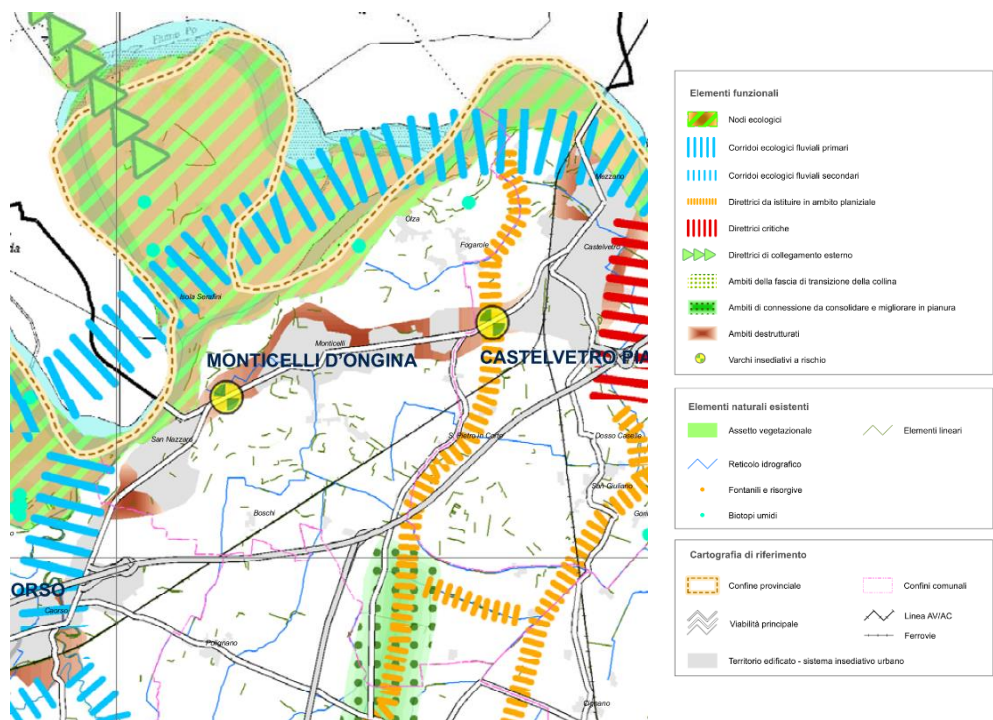 Fiume Po
Mezzano
Olza
Fogarole
Castelvetro
Isola Serafini
Monticelli
MONTICELLI D'ONGINA
CASTELVETRO PIA
San Nazzaro
S. Pietro in Corte
Dosso Caselle
San Giuliano
Boschi
ORSO
Caorso
Polignano
Elementi funzionali
Nodi ecologici
Corridoi ecologici fluviali primari
Corridoi ecologici fluviali secondari
Direttrici da istituire in ambito planiziale
Direttrici critiche
Direttrici di collegamento esterno
Ambiti della fascia di transizione della collina
Ambiti di connessione da consolidare e migliorare in pianura
Ambiti destrutturati
Varchi insediativi a rischio
Elementi naturali esistenti
Assetto vegetazionale
Elementi lineari
Reticolo idrografico
Fontanili e risorgive
Biotopi umidi
Cartografia di riferimento
Confine provinciale
Confini comunali
Viabilità principale
Linea AV/AC
Ferrovie
Territorio edificato - sistema insediativo urbano